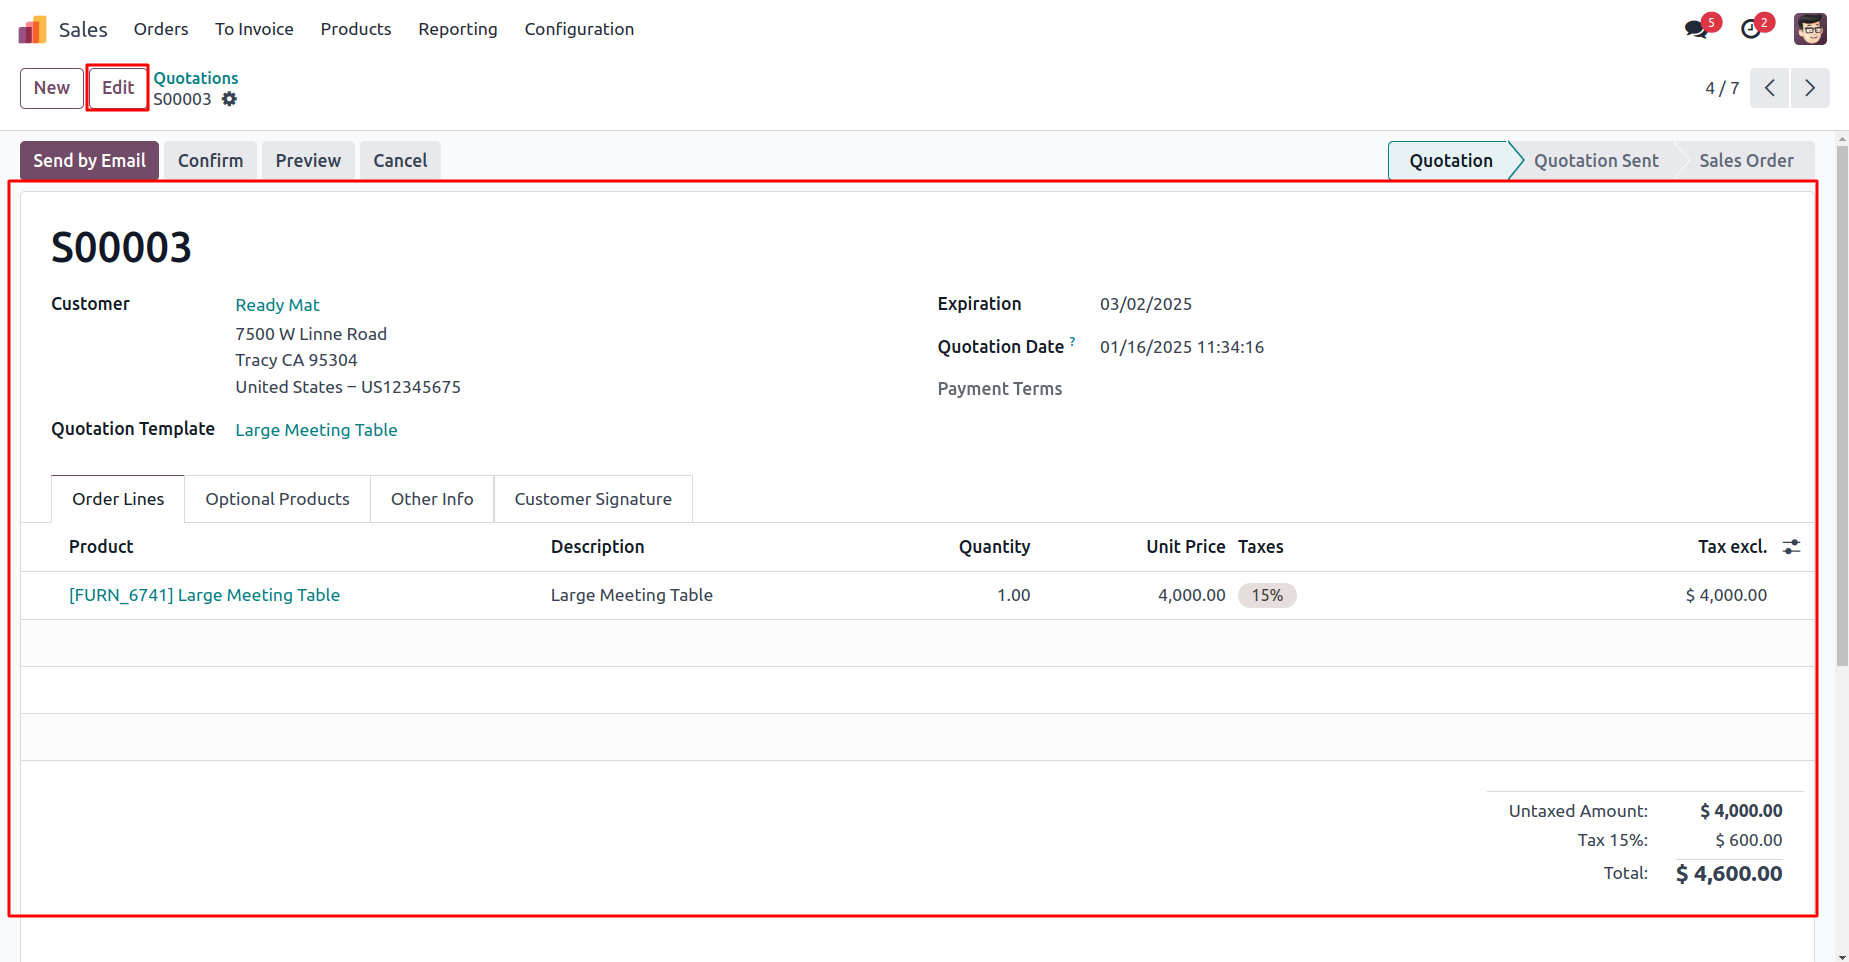 Sales Orders To Invoice Products Reporting Configuration 5 2
New Edit Quotations
S00003 4 / 7
Send by Email Confirm Preview Cancel Quotation Quotation Sent Sales Order
S00003
Customer Ready Mat
7500 W Linne Road
Tracy CA 95304
United States – US12345675
Quotation Template Large Meeting Table
Expiration 03/02/2025
Quotation Date ? 01/16/2025 11:34:16
Payment Terms
Order Lines Optional Products Other Info Customer Signature
Product Description Quantity Unit Price Taxes Tax excl.
[FURN_6741] Large Meeting Table Large Meeting Table 1.00 4,000.00 15% $ 4,000.00
Untaxed Amount: $ 4,000.00
Tax 15%: $ 600.00
Total: $ 4,600.00